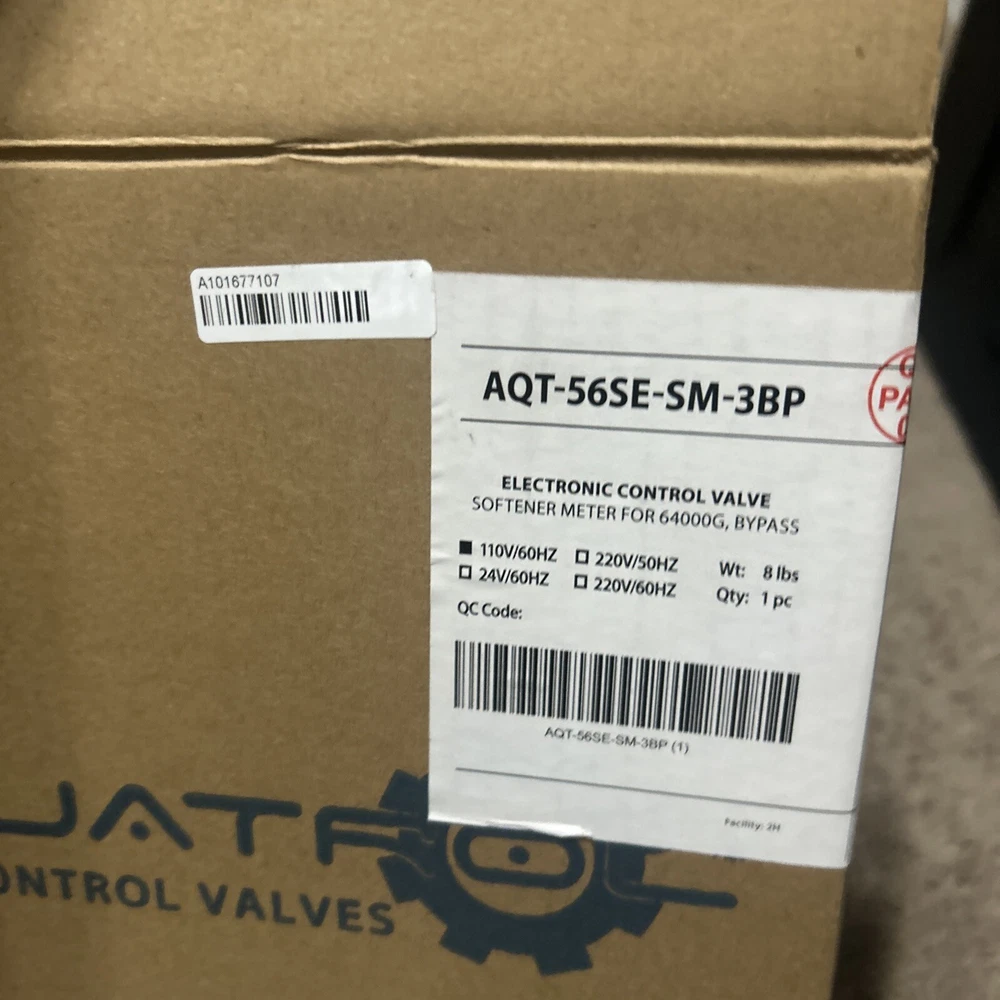 A101677107
AQT-56SE-SM-3BP
ELECTRONIC CONTROL VALVE
SOFTENER METER FOR 64000G, BYPASS
110V/60HZ 220V/50HZ Wt: 8 lbs
24V/60HZ 220V/60HZ Qty: 1 pc
QC Code:
AQT-56SE-SM-3BP (1)
Facility: 2H
UATROL
ONTROL VALVES
PA